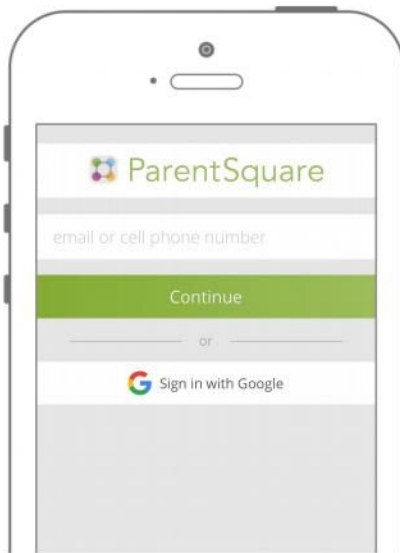 ParentSquare
email or cell phone number
Continue
or
Sign in with Google